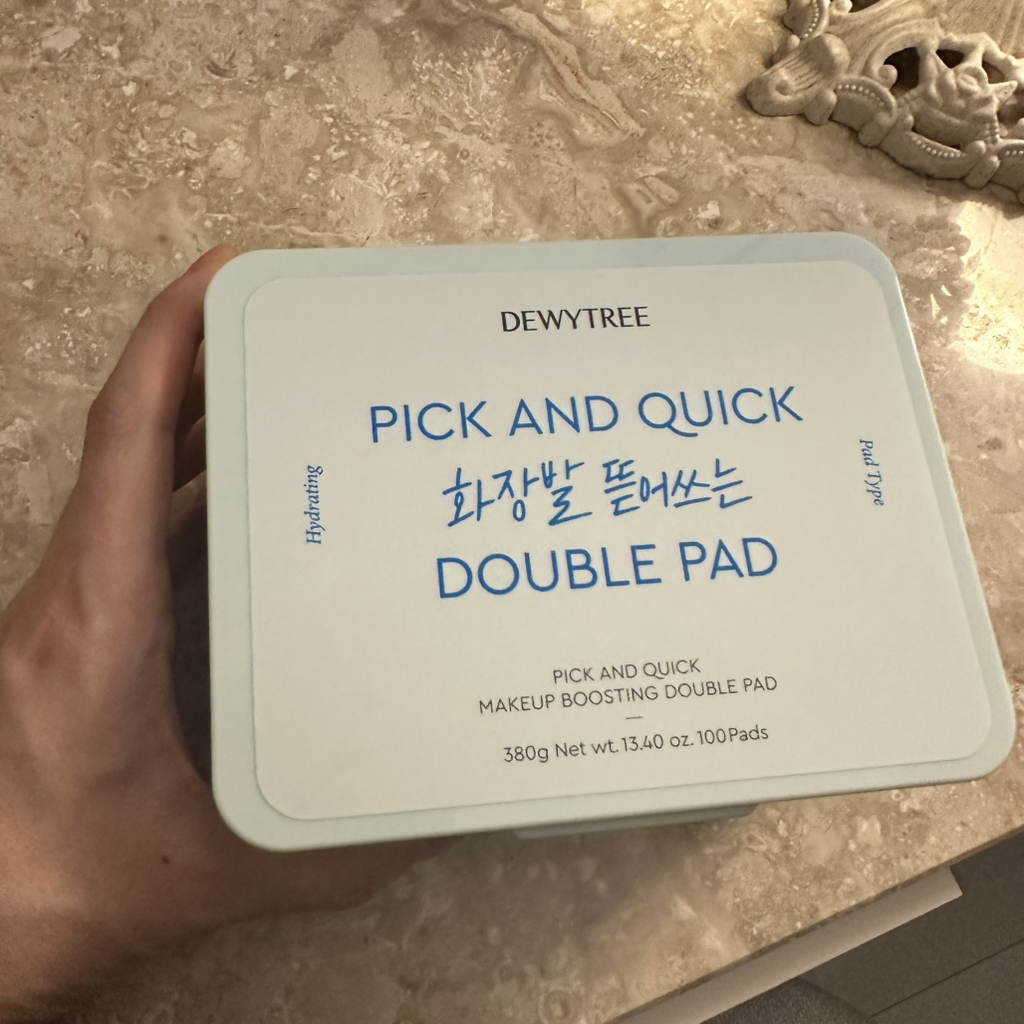 DEWYTREE
PICK AND QUICK
화장발 뜯어쓰는
DOUBLE PAD
Hydrating
Pad Type
PICK AND QUICK
MAKEUP BOOSTING DOUBLE PAD
380g Net wt. 13.40 oz. 100Pads